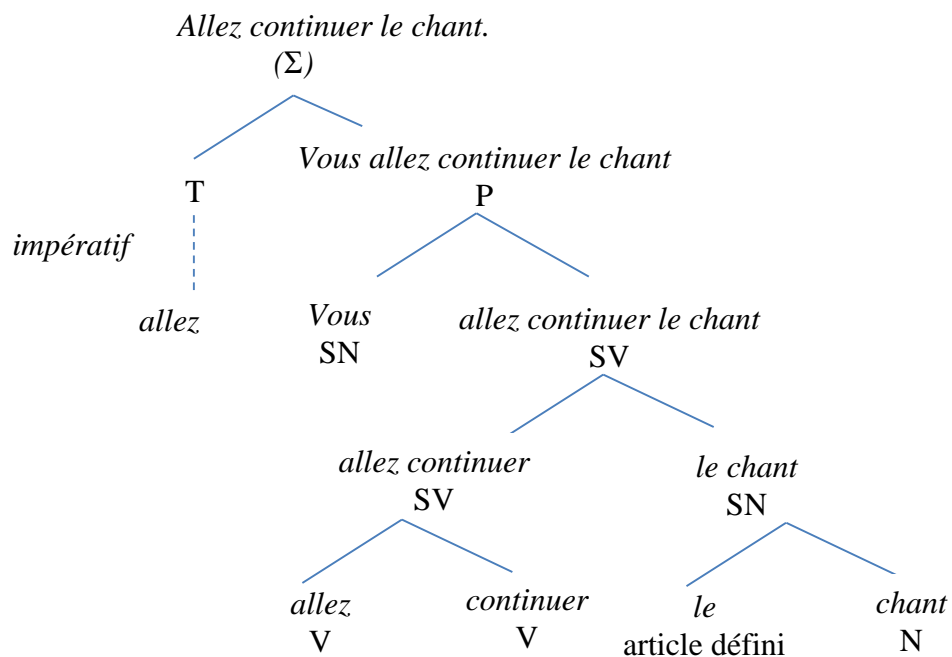 Allez continuer le chant.
(Σ)
Vous allez continuer le chant
T
P
impératif
allez
Vous
allez continuer le chant
SN
SV
allez continuer
le chant
SV
SN
allez
continuer
le
chant
V
V
article défini
N